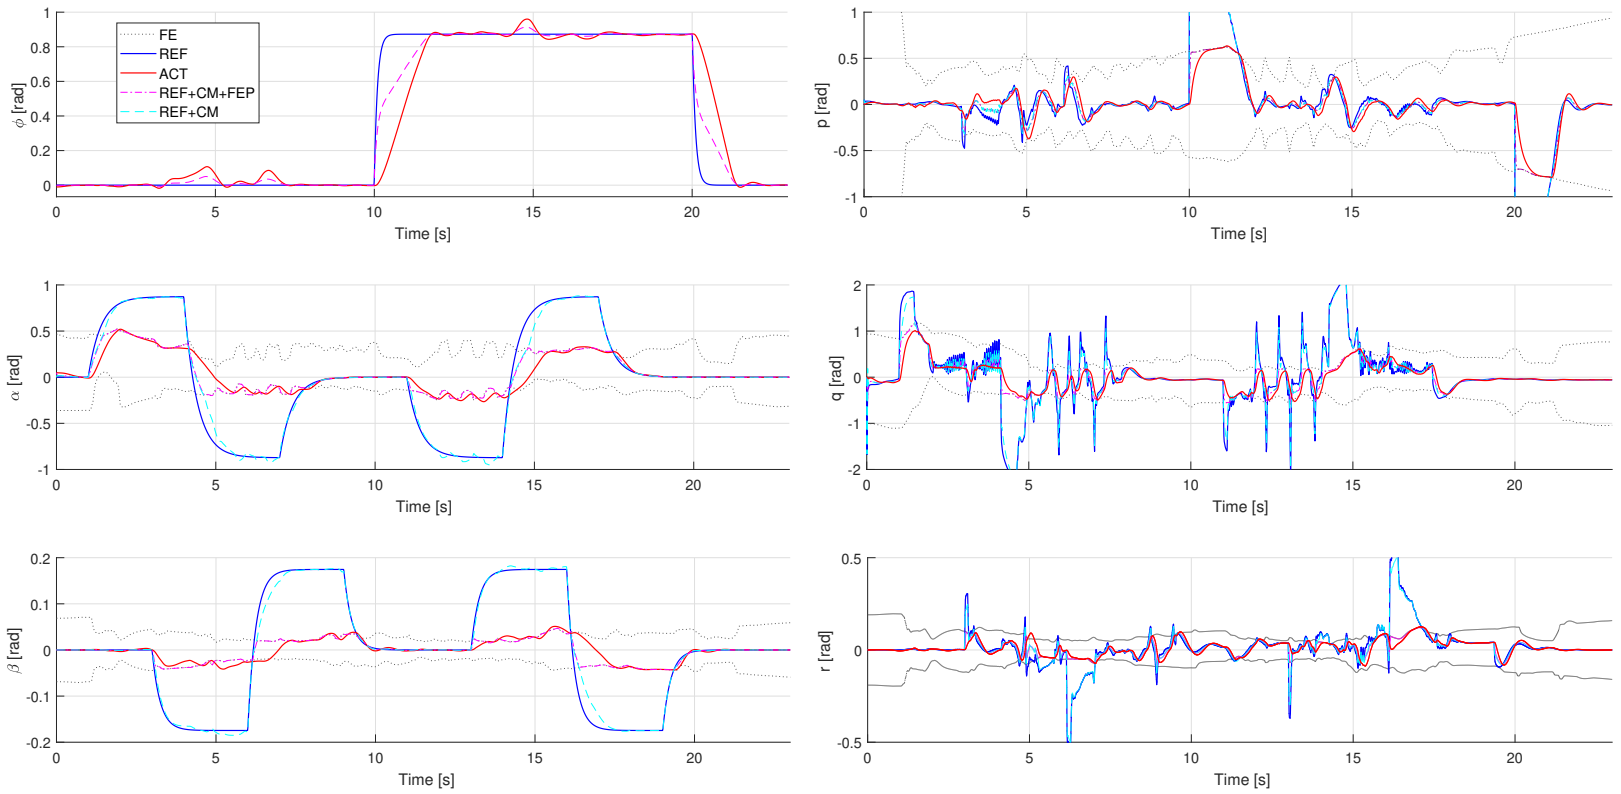 1
0.8
0.6
0.4
0.2
0
ϕ [rad]
FE
REF
ACT
REF+CM+FEP
REF+CM
0 5 10 15 20
Time [s]
1
0.5
0
-0.5
-1
p [rad]
0 5 10 15 20
Time [s]
1
0.5
0
-0.5
-1
α [rad]
0 5 10 15 20
Time [s]
2
1
0
-1
-2
q [rad]
0 5 10 15 20
Time [s]
0.2
0.1
0
-0.1
-0.2
β [rad]
0 5 10 15 20
Time [s]
0.5
0
-0.5
r [rad]
0 5 10 15 20
Time [s]